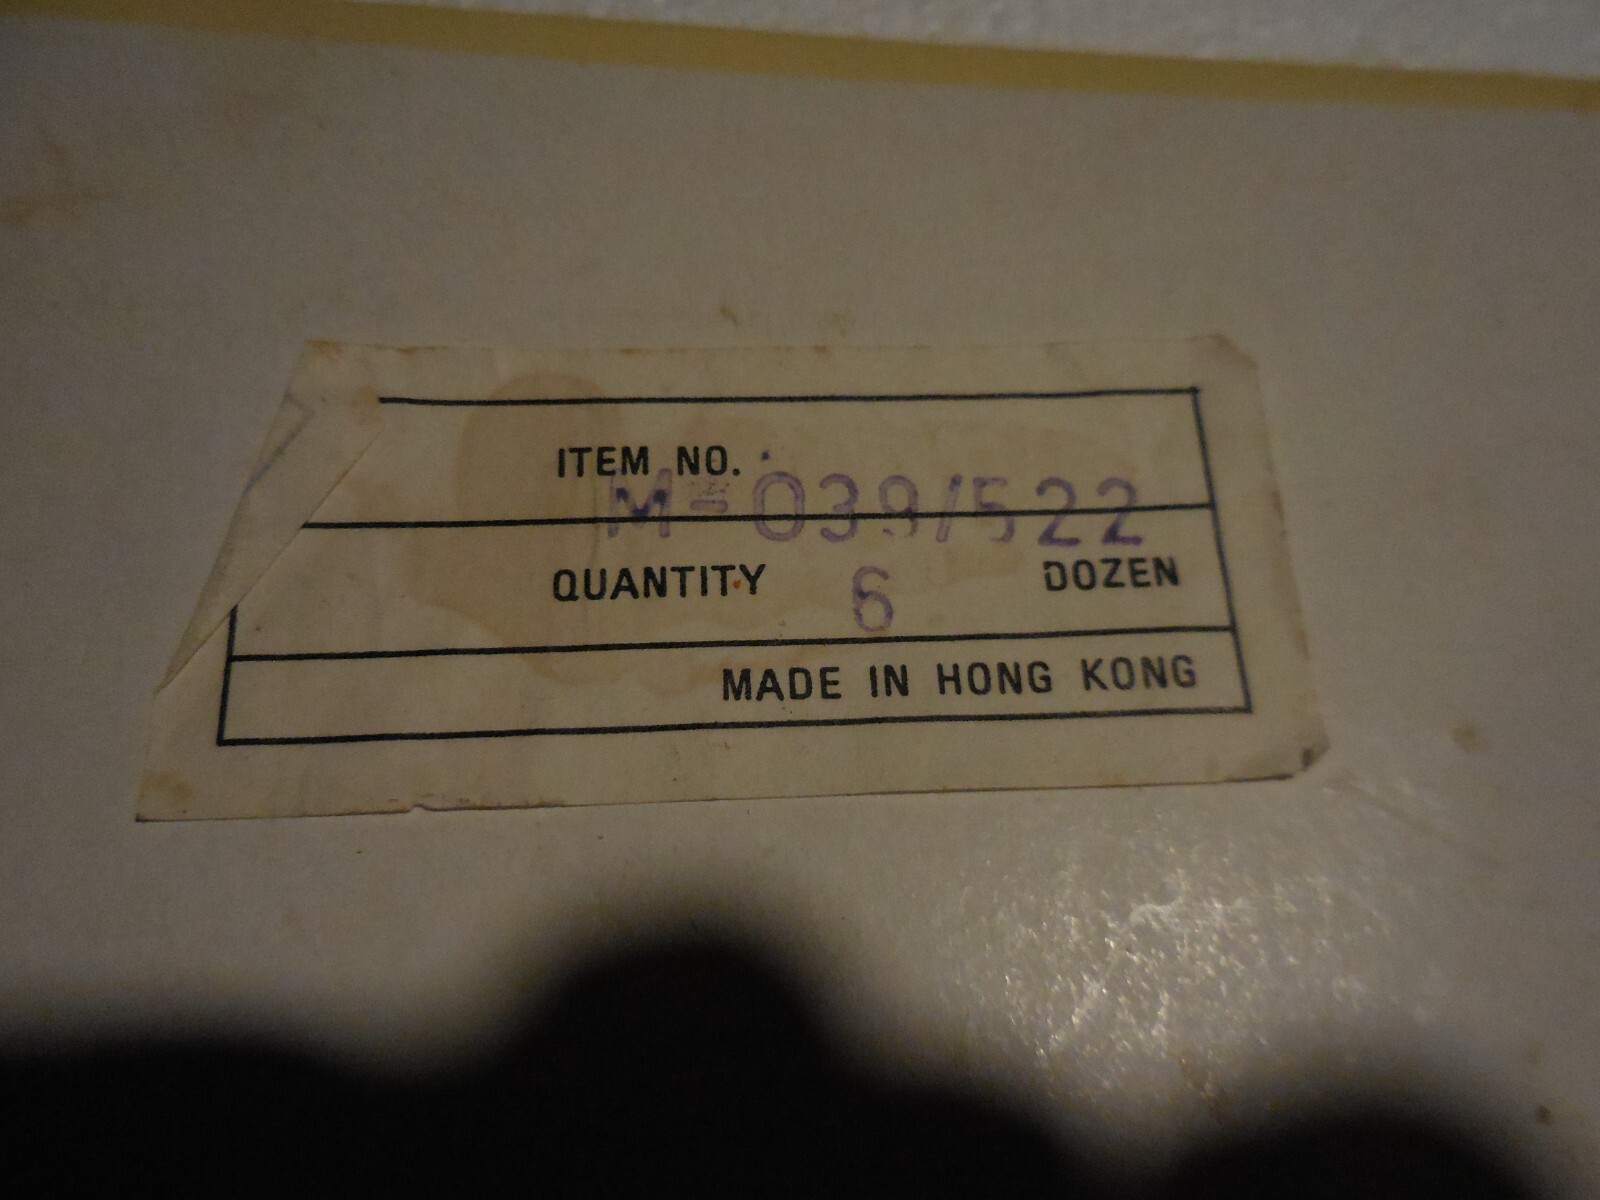 ITEM NO. M-039/522
QUANTITY 6 DOZEN
MADE IN HONG KONG